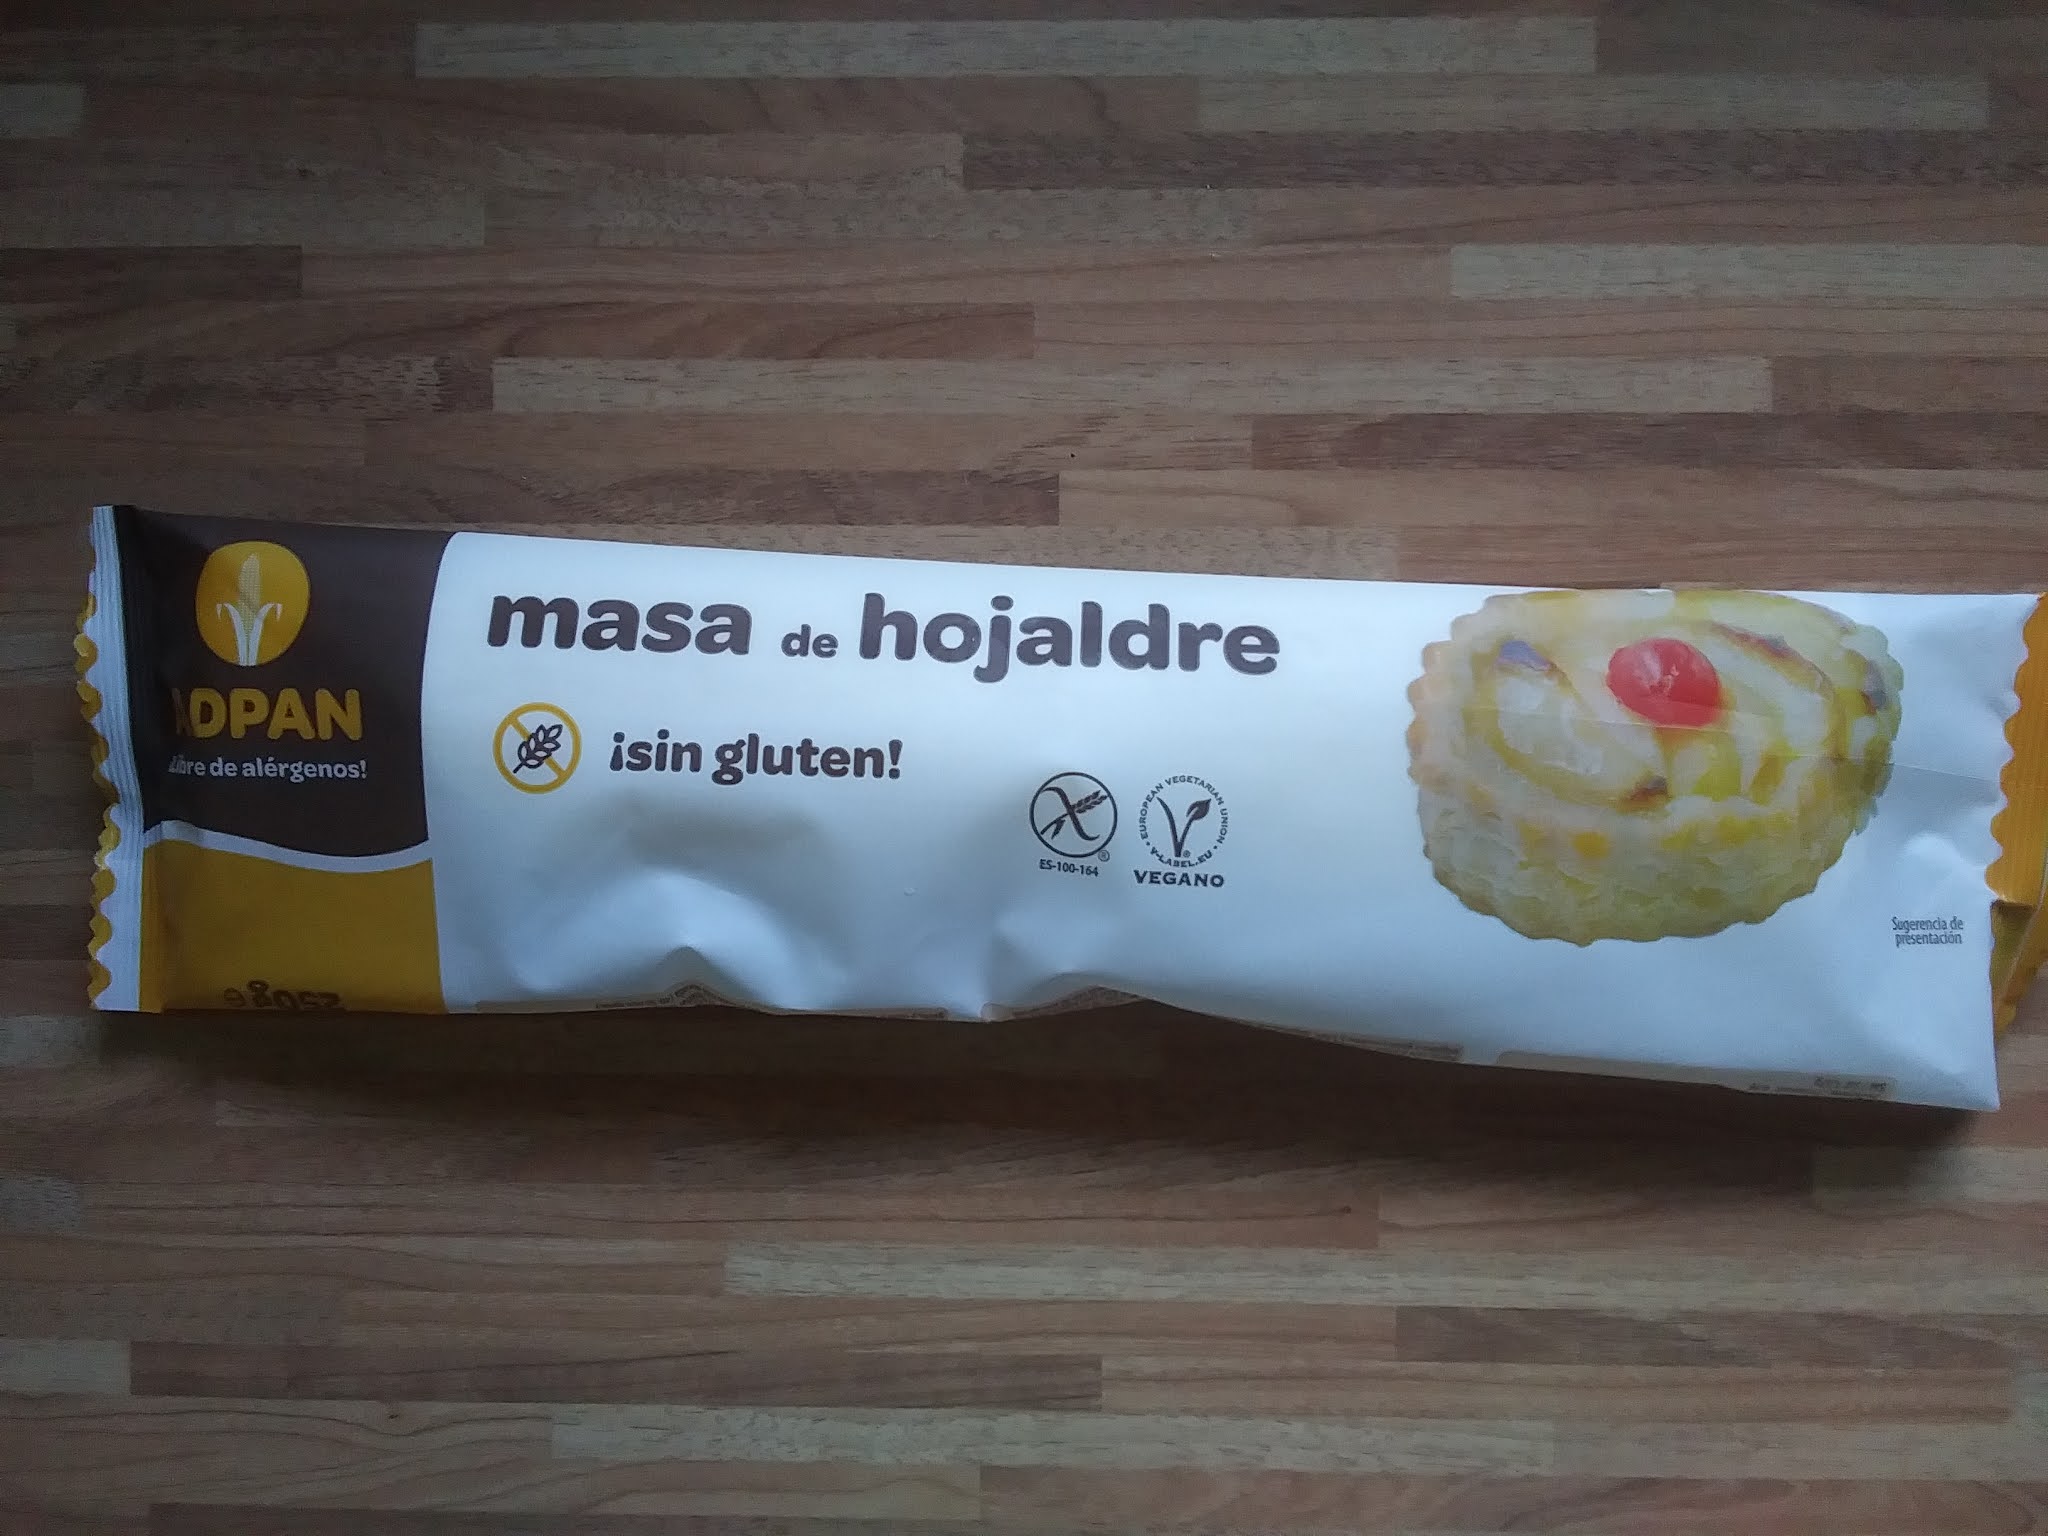 ADPAN
¡Libre de alérgenos!
masa de hojaldre
¡sin gluten!
ES-100-164
EUROPEAN VEGETARIAN UNION
V-LABEL.EU
VEGANO
Sugerencia de
presentación
250g e